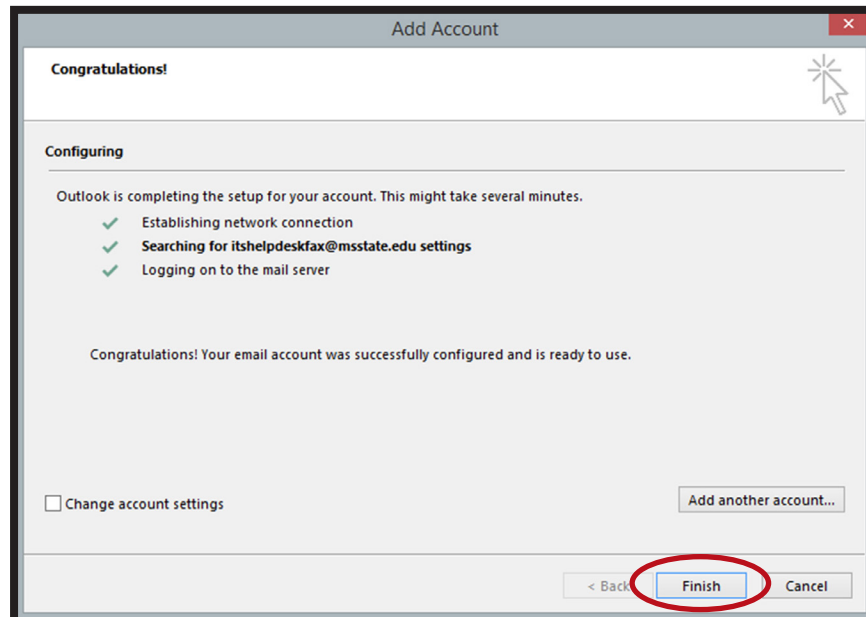 Add Account
Congratulations!
Configuring
Outlook is completing the setup for your account. This might take several minutes.
Establishing network connection
Searching for itshelpdeskfax@msstate.edu settings
Logging on to the mail server
Congratulations! Your email account was successfully configured and is ready to use.
Change account settings
Add another account...
< Back
Finish
Cancel